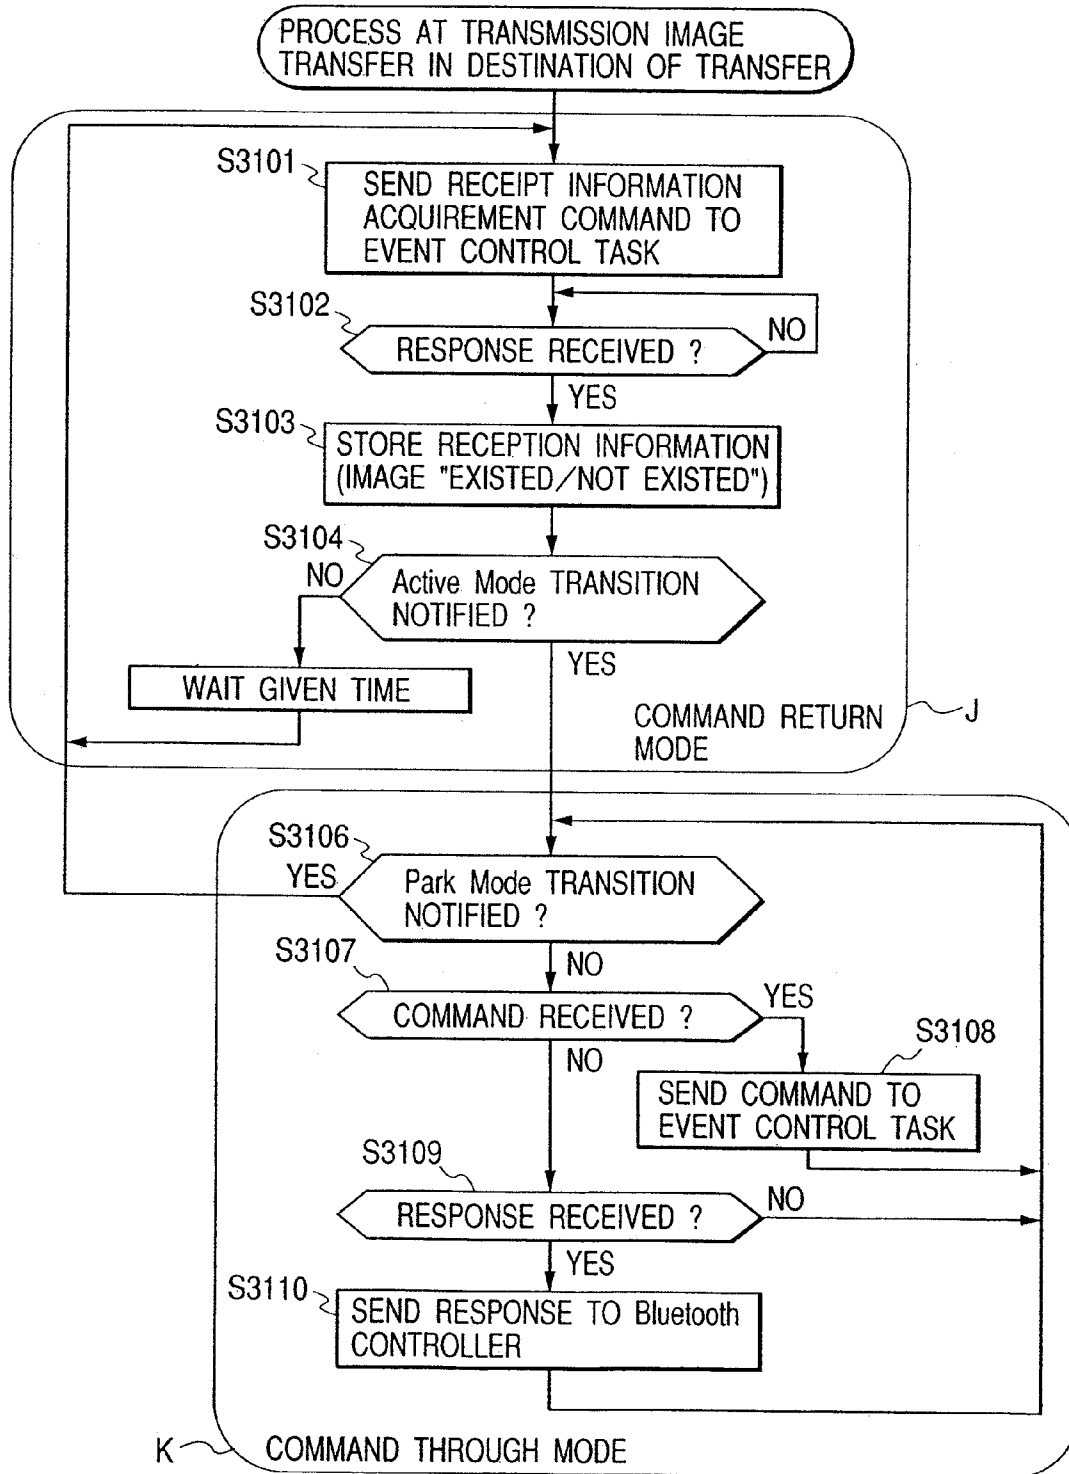 PROCESS AT TRANSMISSION IMAGE
TRANSFER IN DESTINATION OF TRANSFER
S3101
SEND RECEIPT INFORMATION
ACQUIREMENT COMMAND TO
EVENT CONTROL TASK
S3102
RESPONSE RECEIVED ?
NO
YES
S3103
STORE RECEPTION INFORMATION
(IMAGE "EXISTED/NOT EXISTED")
S3104
NO
Active Mode TRANSITION
NOTIFIED ?
YES
WAIT GIVEN TIME
COMMAND RETURN
MODE
J
S3106
YES
Park Mode TRANSITION
NOTIFIED ?
NO
S3107
COMMAND RECEIVED ?
YES
NO
S3108
SEND COMMAND TO
EVENT CONTROL TASK
S3109
RESPONSE RECEIVED ?
NO
YES
S3110
SEND RESPONSE TO Bluetooth
CONTROLLER
K
COMMAND THROUGH MODE